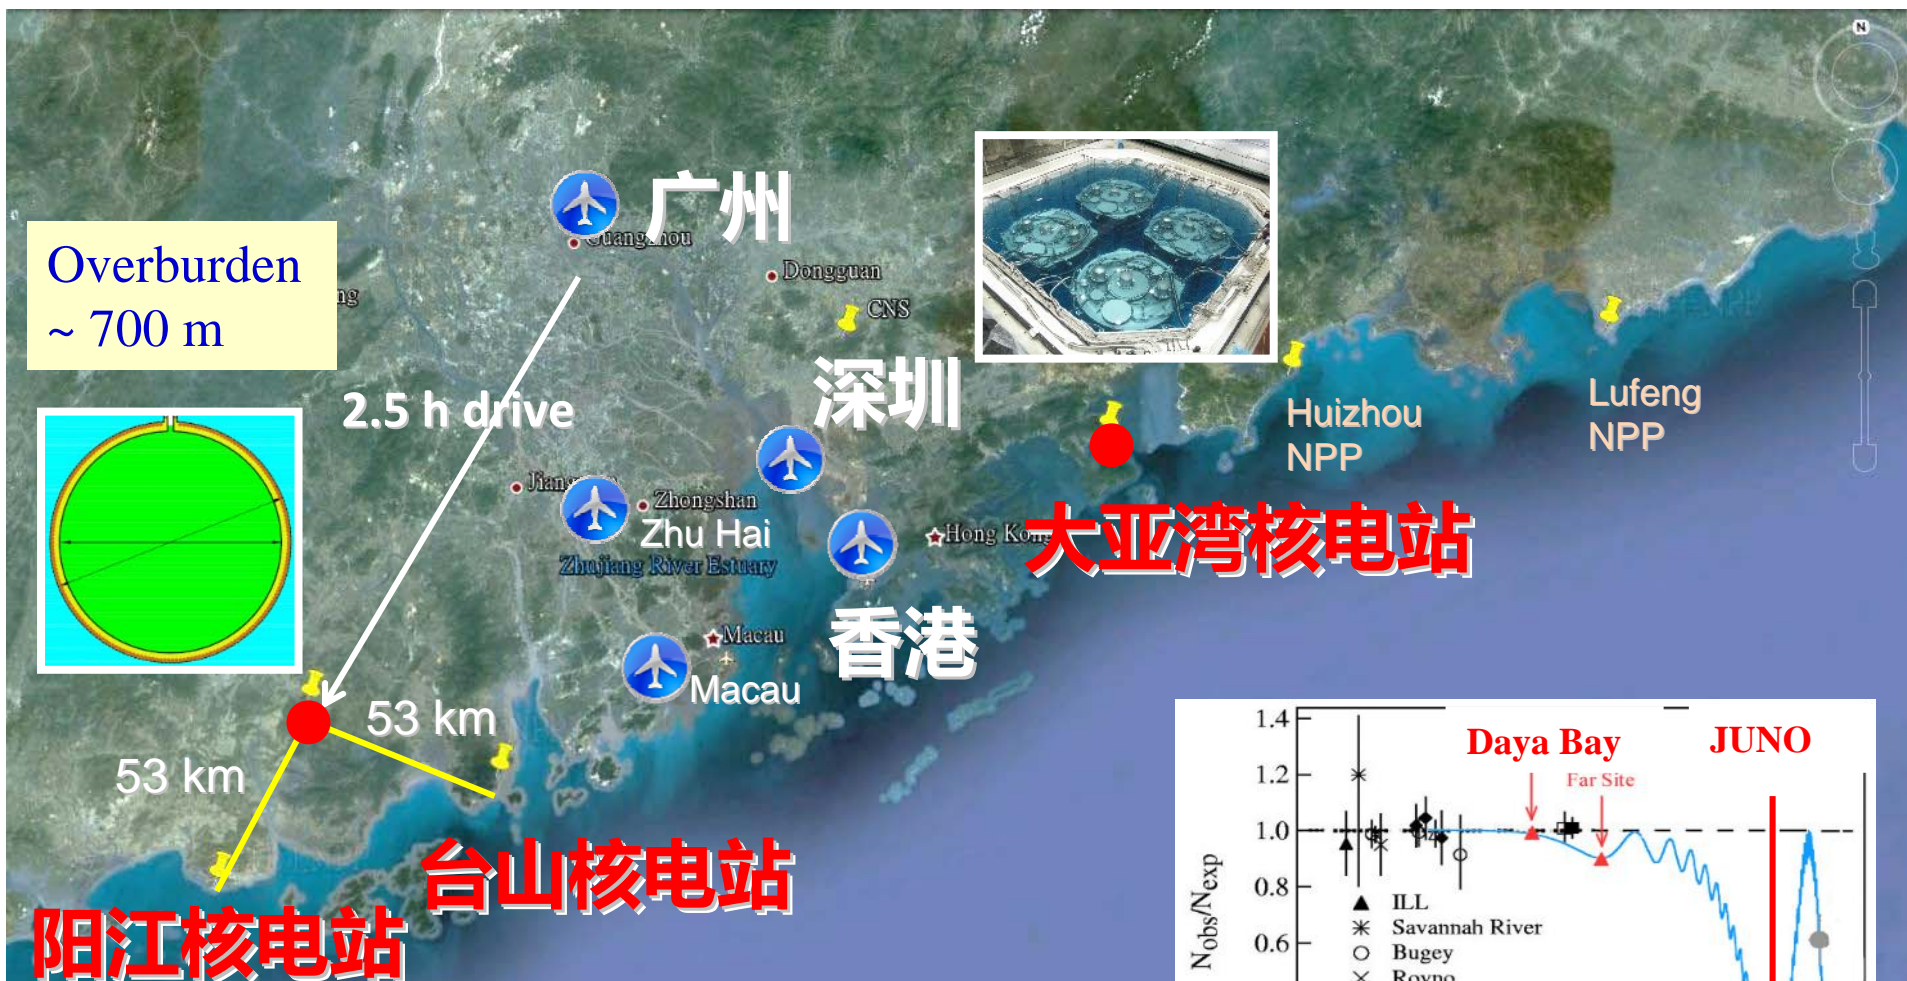 N
广州
Guangzhou
Overburden
~ 700 m
ng
Dongguan
CNS
深圳
2.5 h drive
Huizhou
NPP
Lufeng
NPP
Zhongshan
Zhu Hai
Zhujiang River Estuary
Hong Kong
大亚湾核电站
香港
Macau
Macau
53 km
53 km
台山核电站
阳江核电站
1.4
Daya Bay
JUNO
1.2
Far Site
1.0
0.8
0.6
Nobs/Nexp
ILL
Savannah River
Bugey
Rovno